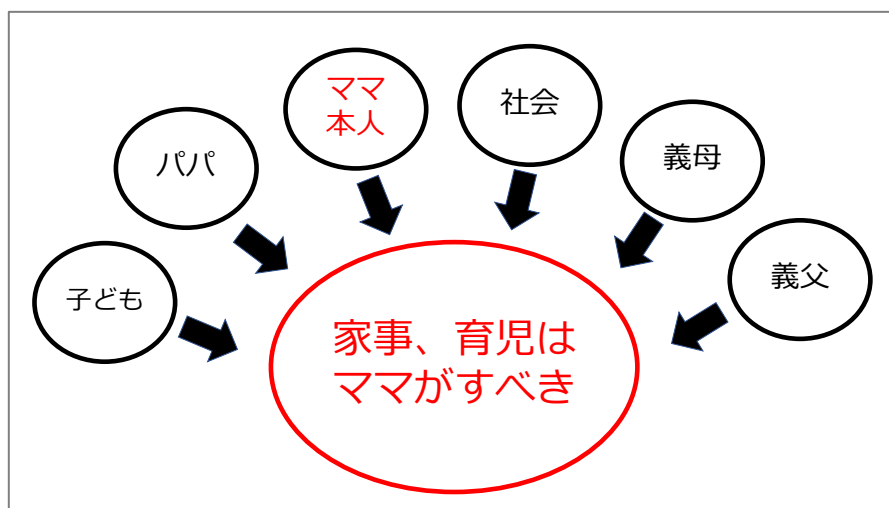 子ども
パパ
ママ
本人
社会
義母
義父
家事、育児は
ママがすべき